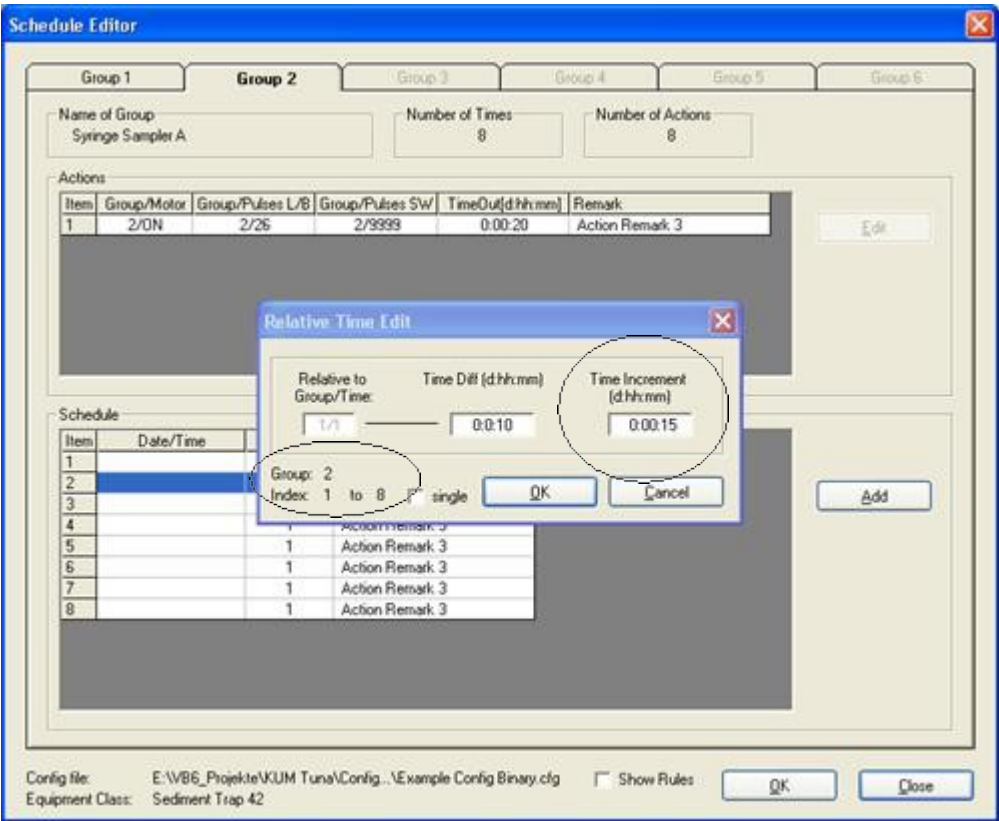 Schedule Editor
Group 1 Group 2 Group 3 Group 4 Group 5 Group 6
Name of Group Number of Times Number of Actions
Syringe Sampler A 8 8
Actions
Item Group/Motor Group/Pulses L/B Group/Pulses SW TimeOut[d:hh:mm] Remark
1 2/ON 2/26 2/9999 0:00:20 Action Remark 3
Edit
Relative Time Edit
Relative to Time Diff (d:hh:mm) Time Increment
Group/Time: (d:hh:mm)
1/1 0:0:10 0:00:15
Group: 2
Index: 1 to 8 single OK Cancel
Schedule
Item Date/Time
1
2
3
4 Action Remark 3
5 1 Action Remark 3
6 1 Action Remark 3
7 1 Action Remark 3
8 1 Action Remark 3
Add
Config file: E:\VB6_Projekte\KUM Tuna\Config...\Example Config Binary.cfg Show Rules OK Close
Equipment Class: Sediment Trap 42